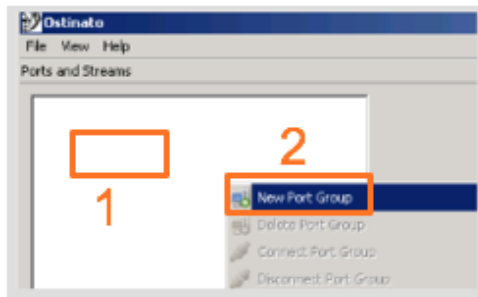 Ostinato
File View Help
Ports and Streams
1
2
New Port Group
Delete Port Group
Connect Port Group
Disconnect Port Group